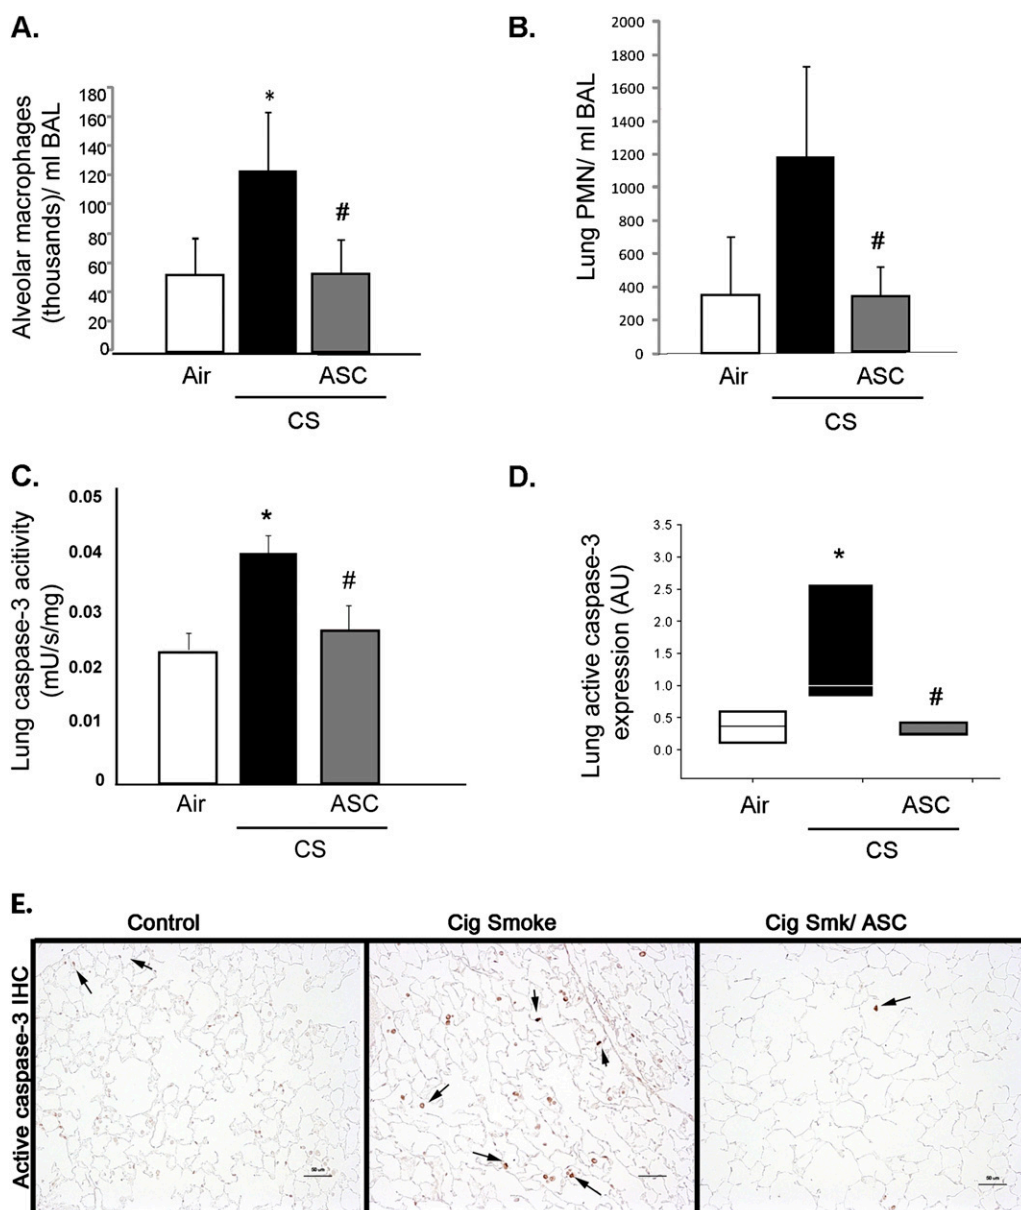 A.
Alveolar macrophages
(thousands)/ ml BAL
180
160
140
120
100
80
60
40
20
0
*
#
Air
ASC
CS
B.
Lung PMN/ ml BAL
2000
1800
1600
1400
1200
1000
800
600
400
200
0
#
Air
ASC
CS
C.
Lung caspase-3 acitivity
(mU/s/mg)
0.05
0.04
0.03
0.02
0.01
0
*
#
Air
ASC
CS
D.
Lung active caspase-3
expression (AU)
3.5
3.0
2.5
2.0
1.5
1.0
0.5
0.0
*
#
Air
ASC
CS
E.
Control
Cig Smoke
Cig Smk/ ASC
Active caspase-3 IHC
50 um
50 um